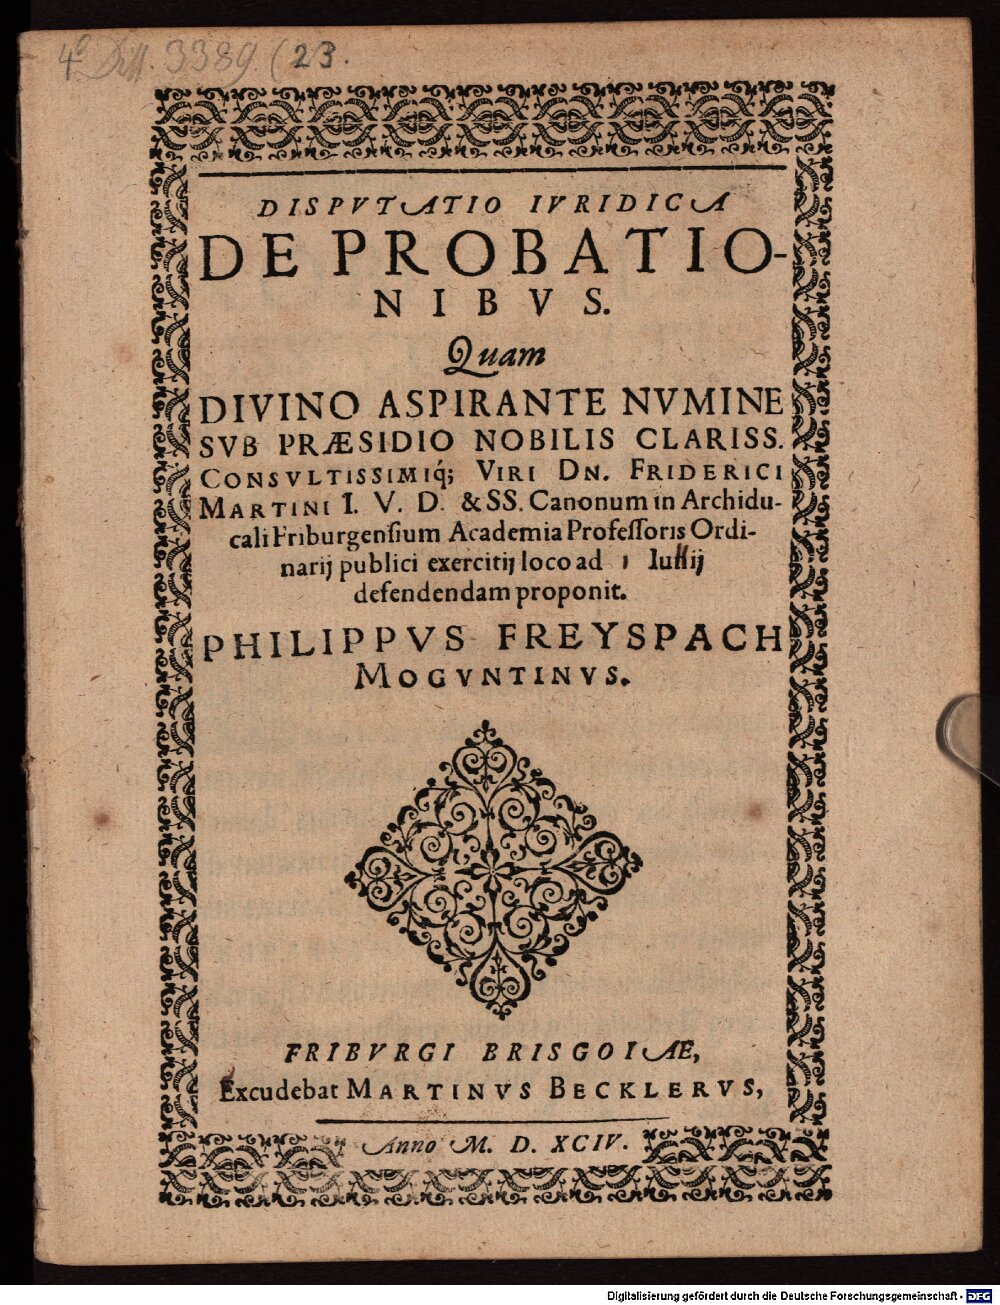 4° Diss. 3389 (23.
DISPVTATIO IVRIDICA
DE PROBATIO-
NIBVS.
Quam
DIVINO ASPIRANTE NVMINE
SVB PRÆSIDIO NOBILIS CLARISS.
CONSVLTISSIMIq́; VIRI DN. FRIDERICI
MARTINI I. V. D. & SS. Canonum in Archidu-
cali Friburgensium Academia Professoris Ordi-
narij publici exercitij loco ad 1 Iulij
defendendam proponit.
PHILIPPVS FREYSPACH
MOGVNTINVS.
FRIBVRGI BRISGOIAE,
Excudebat MARTINVS BECKLERVS,
Anno M. D. XCIV.
Digitalisierung gefördert durch die Deutsche Forschungsgemeinschaft - DFG